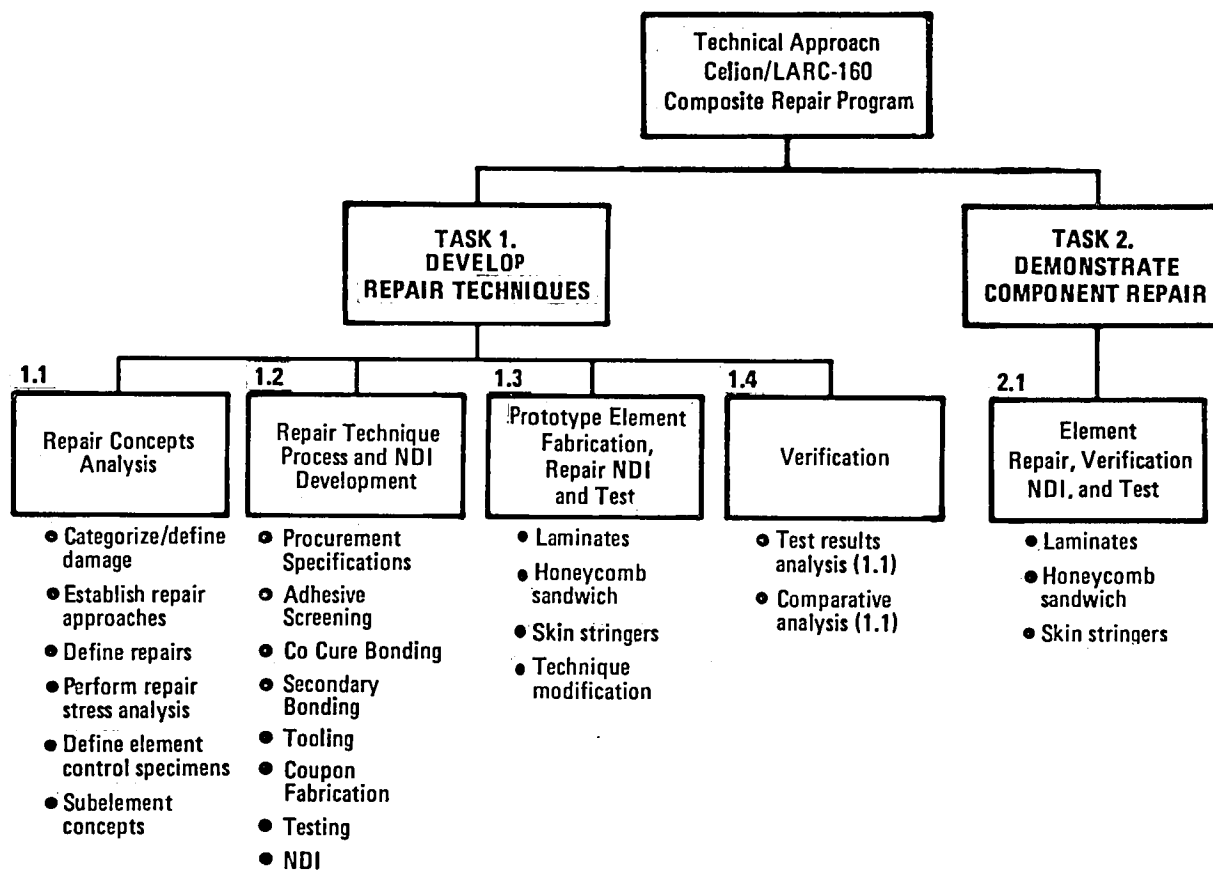 Technical Approacn
Celion/LARC-160
Composite Repair Program
TASK 1.
DEVELOP
REPAIR TECHNIQUES
TASK 2.
DEMONSTRATE
COMPONENT REPAIR
1.1
Repair Concepts
Analysis
• Categorize/define
damage
• Establish repair
approaches
• Define repairs
• Perform repair
stress analysis
• Define element
control specimens
• Subelement
concepts
1.2
Repair Technique
Process and NDI
Development
• Procurement
Specifications
• Adhesive
Screening
• Co Cure Bonding
• Secondary
Bonding
• Tooling
• Coupon
Fabrication
• Testing
• NDI
1.3
Prototype Element
Fabrication,
Repair NDI
and Test
• Laminates
• Honeycomb
sandwich
• Skin stringers
• Technique
modification
1.4
Verification
• Test results
analysis (1.1)
• Comparative
analysis (1.1)
2.1
Element
Repair, Verification
NDI, and Test
• Laminates
• Honeycomb
sandwich
• Skin stringers